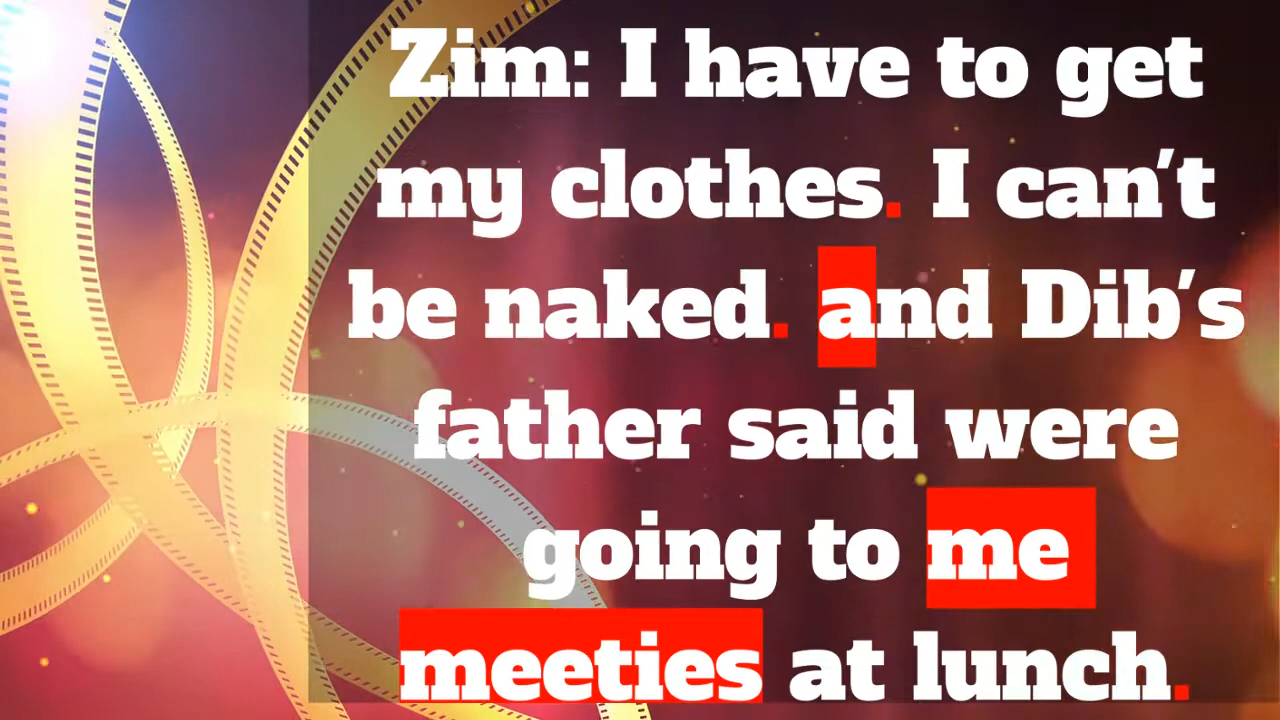 Zim: I have to get
my clothes. I can't
be naked. and Dib's
father said were
going to me
meeties at lunch.